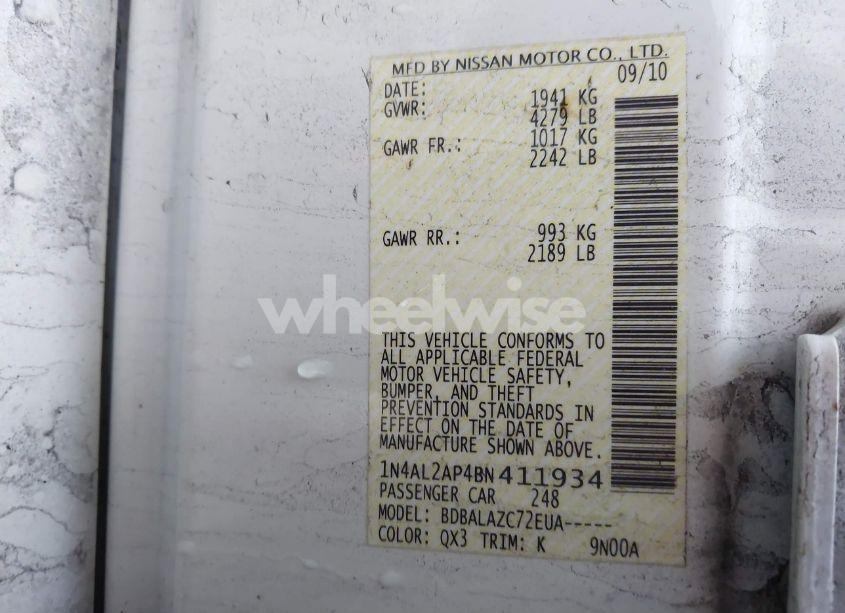 MFD BY NISSAN MOTOR CO., LTD.
DATE: 09/10
GVWR: 1941 KG
4279 LB
GAWR FR.: 1017 KG
2242 LB
GAWR RR.: 993 KG
2189 LB
wheelwise
THIS VEHICLE CONFORMS TO
ALL APPLICABLE FEDERAL
MOTOR VEHICLE SAFETY,
BUMPER, AND THEFT
PREVENTION STANDARDS IN
EFFECT ON THE DATE OF
MANUFACTURE SHOWN ABOVE.
1N4AL2AP4BN411934
PASSENGER CAR 248
MODEL: BDBALAZC72EUA-----
COLOR: QX3 TRIM: K 9N00A